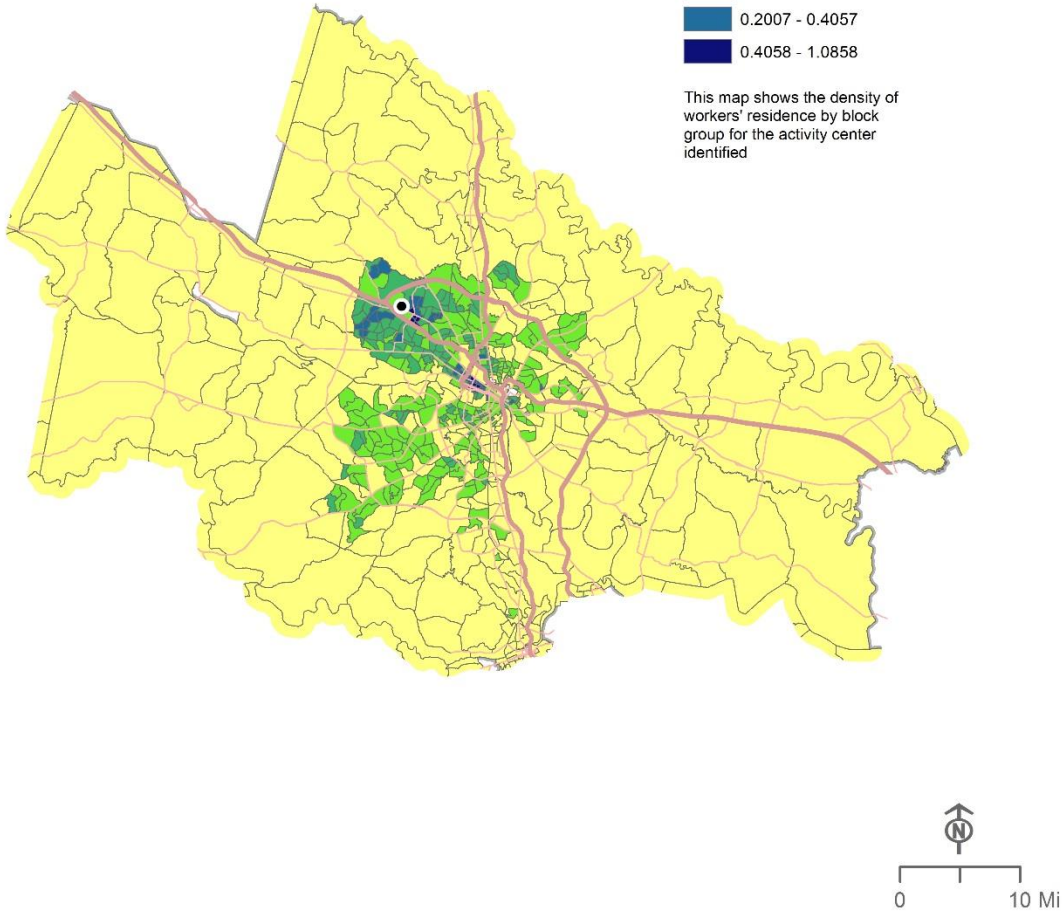 0.2007 - 0.4057
0.4058 - 1.0858
This map shows the density of
workers' residence by block
group for the activity center
identified
N
0 10 Mi